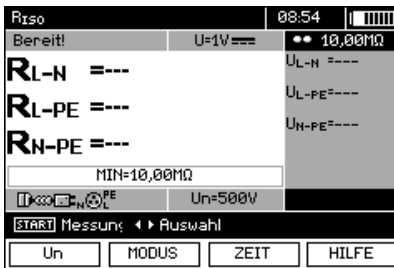 Riso 08:54
Bereit! U=1V •• 10,00MΩ
RL-N =---
RL-PE =---
RN-PE =---
UL-N =---
UL-PE=---
UN-PE=---
MIN=10,00MΩ
N PE L Un=500V
START Messung ◂▸ Auswahl
Un MODUS ZEIT HILFE